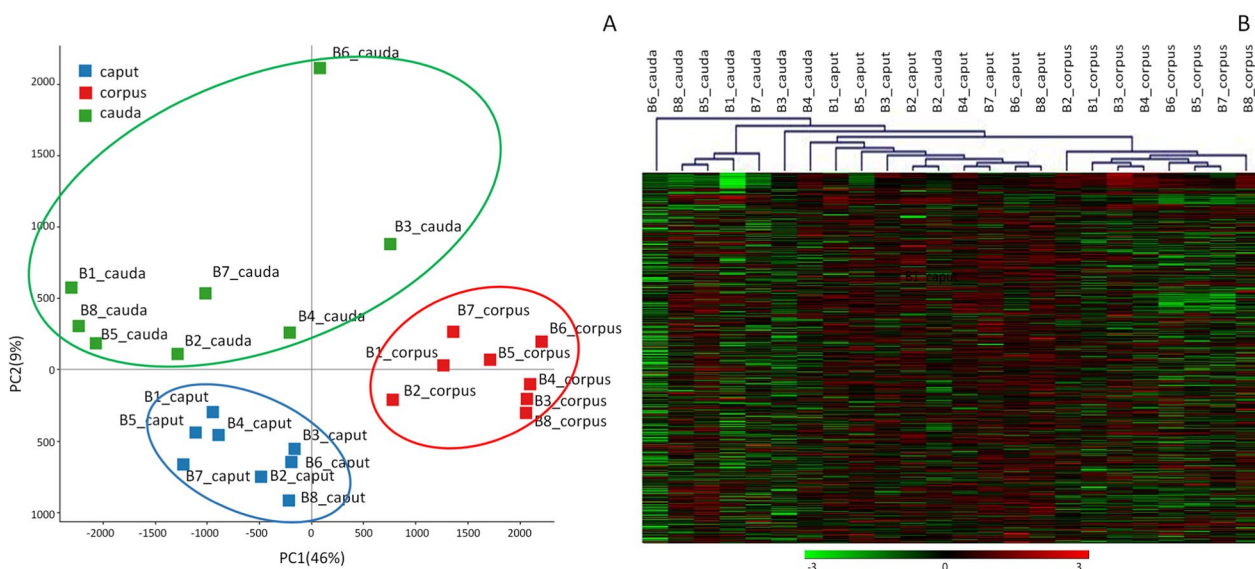 A
caput
corpus
cauda
B6_cauda
B3_cauda
B1_cauda
B7_cauda
B8_cauda
B5_cauda
B4_cauda
B2_cauda
B7_corpus
B6_corpus
B1_corpus
B5_corpus
B4_corpus
B2_corpus
B3_corpus
B8_corpus
B1_caput
B5_caput
B4_caput
B3_caput
B7_caput
B6_caput
B2_caput
B8_caput
2000
1500
1000
500
0
500
1000
PC2(9%)
-2000 -1500 -1000 -500 0 500 1000 1500 2000
PC1(46%)
B
B6_cauda
B8_cauda
B5_cauda
B1_cauda
B7_cauda
B3_cauda
B4_cauda
B1_caput
B5_caput
B3_caput
B2_caput
B2_cauda
B4_caput
B7_caput
B6_caput
B8_caput
B2_corpus
B1_corpus
B3_corpus
B4_corpus
B6_corpus
B5_corpus
B7_corpus
B8_corpus
B1_caput
-3 0 3